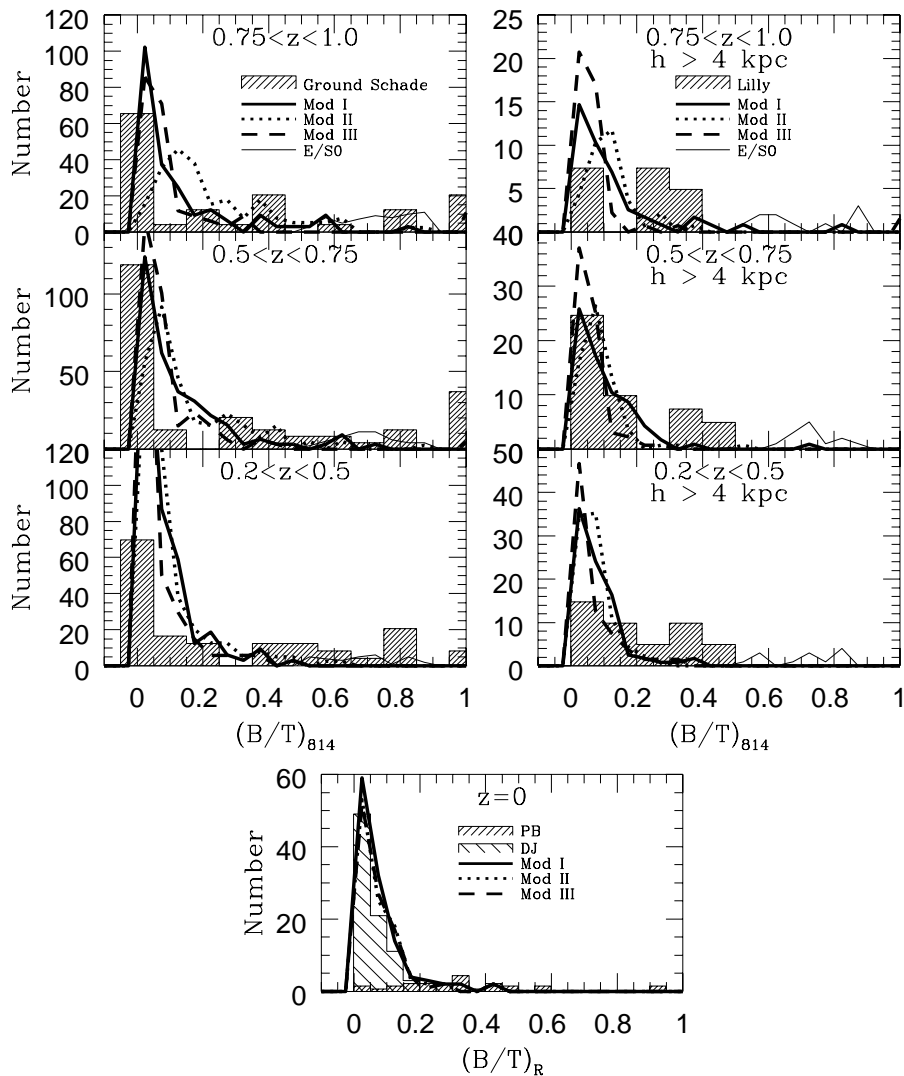 0.75<z<1.0
Ground Schade
Mod I
Mod II
Mod III
E/S0
Number
120
100
80
60
40
20
0
0.75<z<1.0
h > 4 kpc
Lilly
Mod I
Mod II
Mod III
E/S0
25
20
15
10
5
40
0.5<z<0.75
Number
100
50
120
0.5<z<0.75
h > 4 kpc
30
20
10
50
0.2<z<0.5
Number
100
80
60
40
20
0
0 0.2 0.4 0.6 0.8 1
(B/T)814
0.2<z<0.5
h > 4 kpc
40
30
20
10
0
0 0.2 0.4 0.6 0.8 1
(B/T)814
z=0
PB
DJ
Mod I
Mod II
Mod III
Number
60
40
20
0
0 0.2 0.4 0.6 0.8 1
(B/T)R